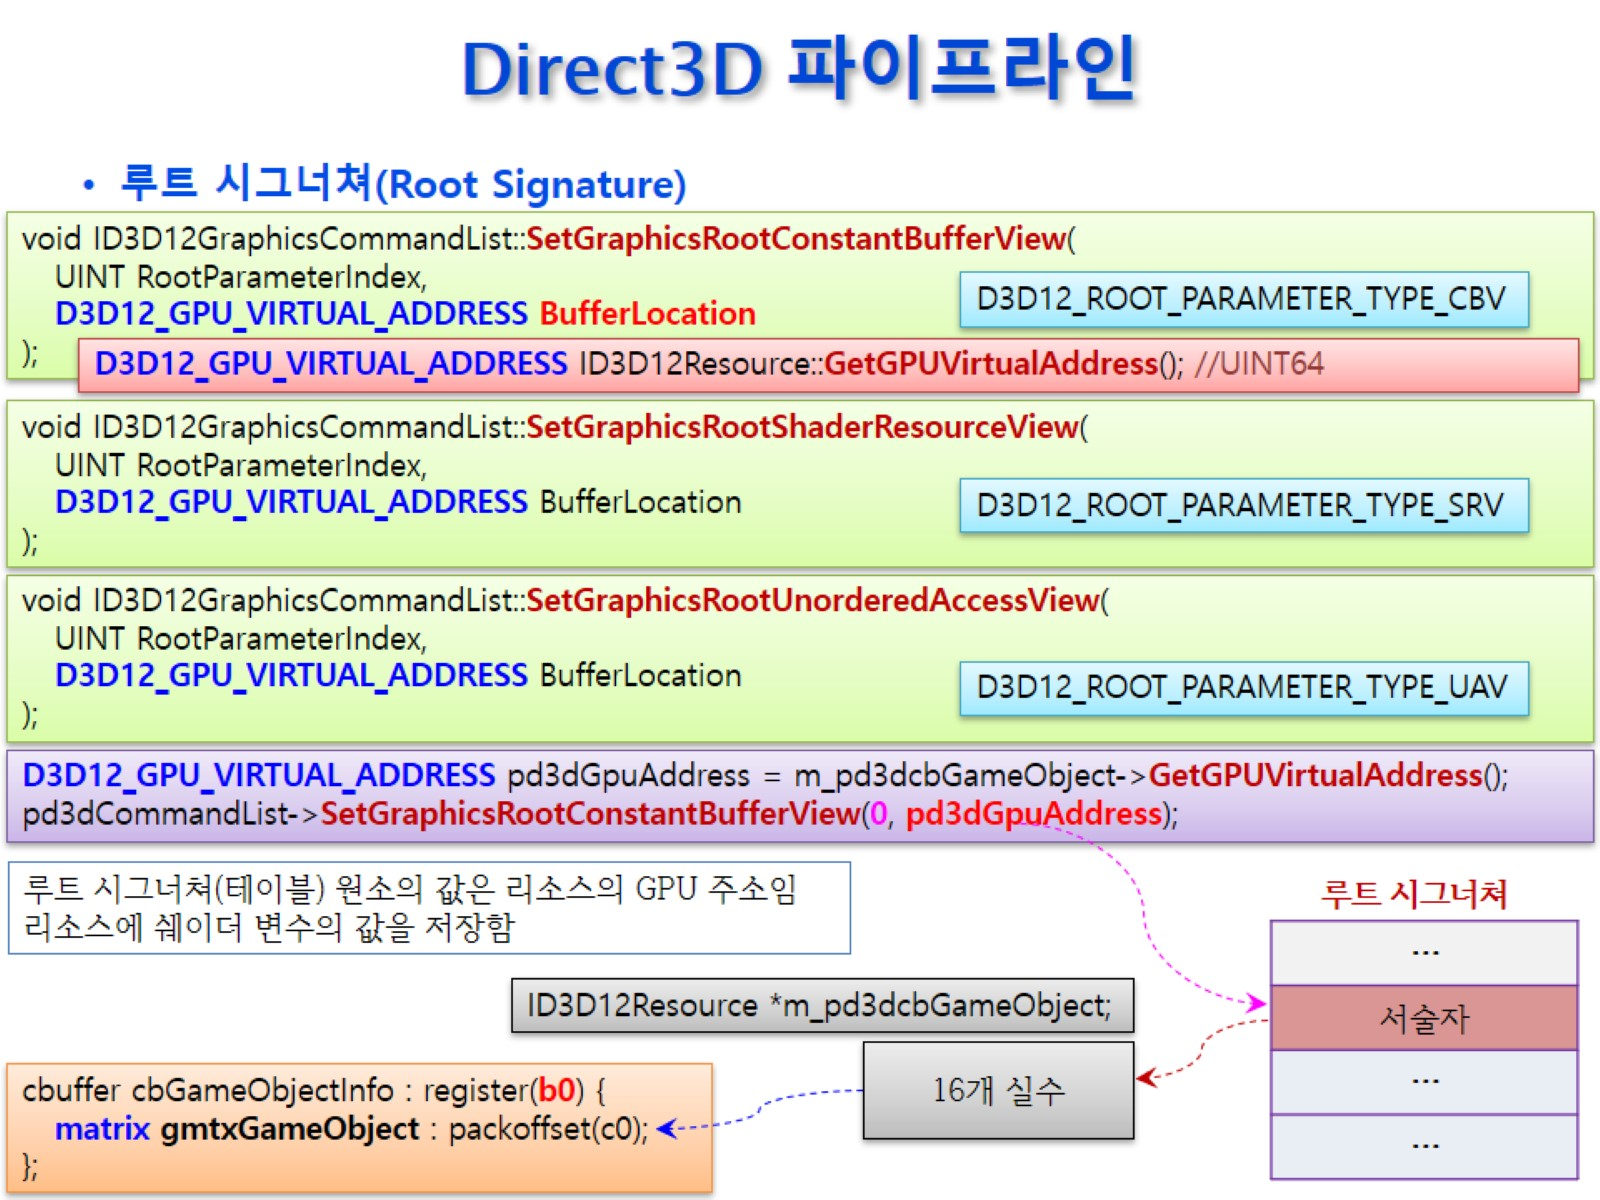 Direct3D 파이프라인
• 루트 시그너쳐(Root Signature)
void ID3D12GraphicsCommandList::SetGraphicsRootConstantBufferView(
UINT RootParameterIndex,
D3D12_GPU_VIRTUAL_ADDRESS BufferLocation
);
D3D12_ROOT_PARAMETER_TYPE_CBV
D3D12_GPU_VIRTUAL_ADDRESS ID3D12Resource::GetGPUVirtualAddress(); //UINT64
void ID3D12GraphicsCommandList::SetGraphicsRootShaderResourceView(
UINT RootParameterIndex,
D3D12_GPU_VIRTUAL_ADDRESS BufferLocation
);
D3D12_ROOT_PARAMETER_TYPE_SRV
void ID3D12GraphicsCommandList::SetGraphicsRootUnorderedAccessView(
UINT RootParameterIndex,
D3D12_GPU_VIRTUAL_ADDRESS BufferLocation
);
D3D12_ROOT_PARAMETER_TYPE_UAV
D3D12_GPU_VIRTUAL_ADDRESS pd3dGpuAddress = m_pd3dcbGameObject->GetGPUVirtualAddress();
pd3dCommandList->SetGraphicsRootConstantBufferView(0, pd3dGpuAddress);
루트 시그너쳐(테이블) 원소의 값은 리소스의 GPU 주소임
리소스에 쉐이더 변수의 값을 저장함
루트 시그너쳐
...
서술자
...
...
ID3D12Resource *m_pd3dcbGameObject;
16개 실수
cbuffer cbGameObjectInfo : register(b0) {
matrix gmtxGameObject : packoffset(c0);
};